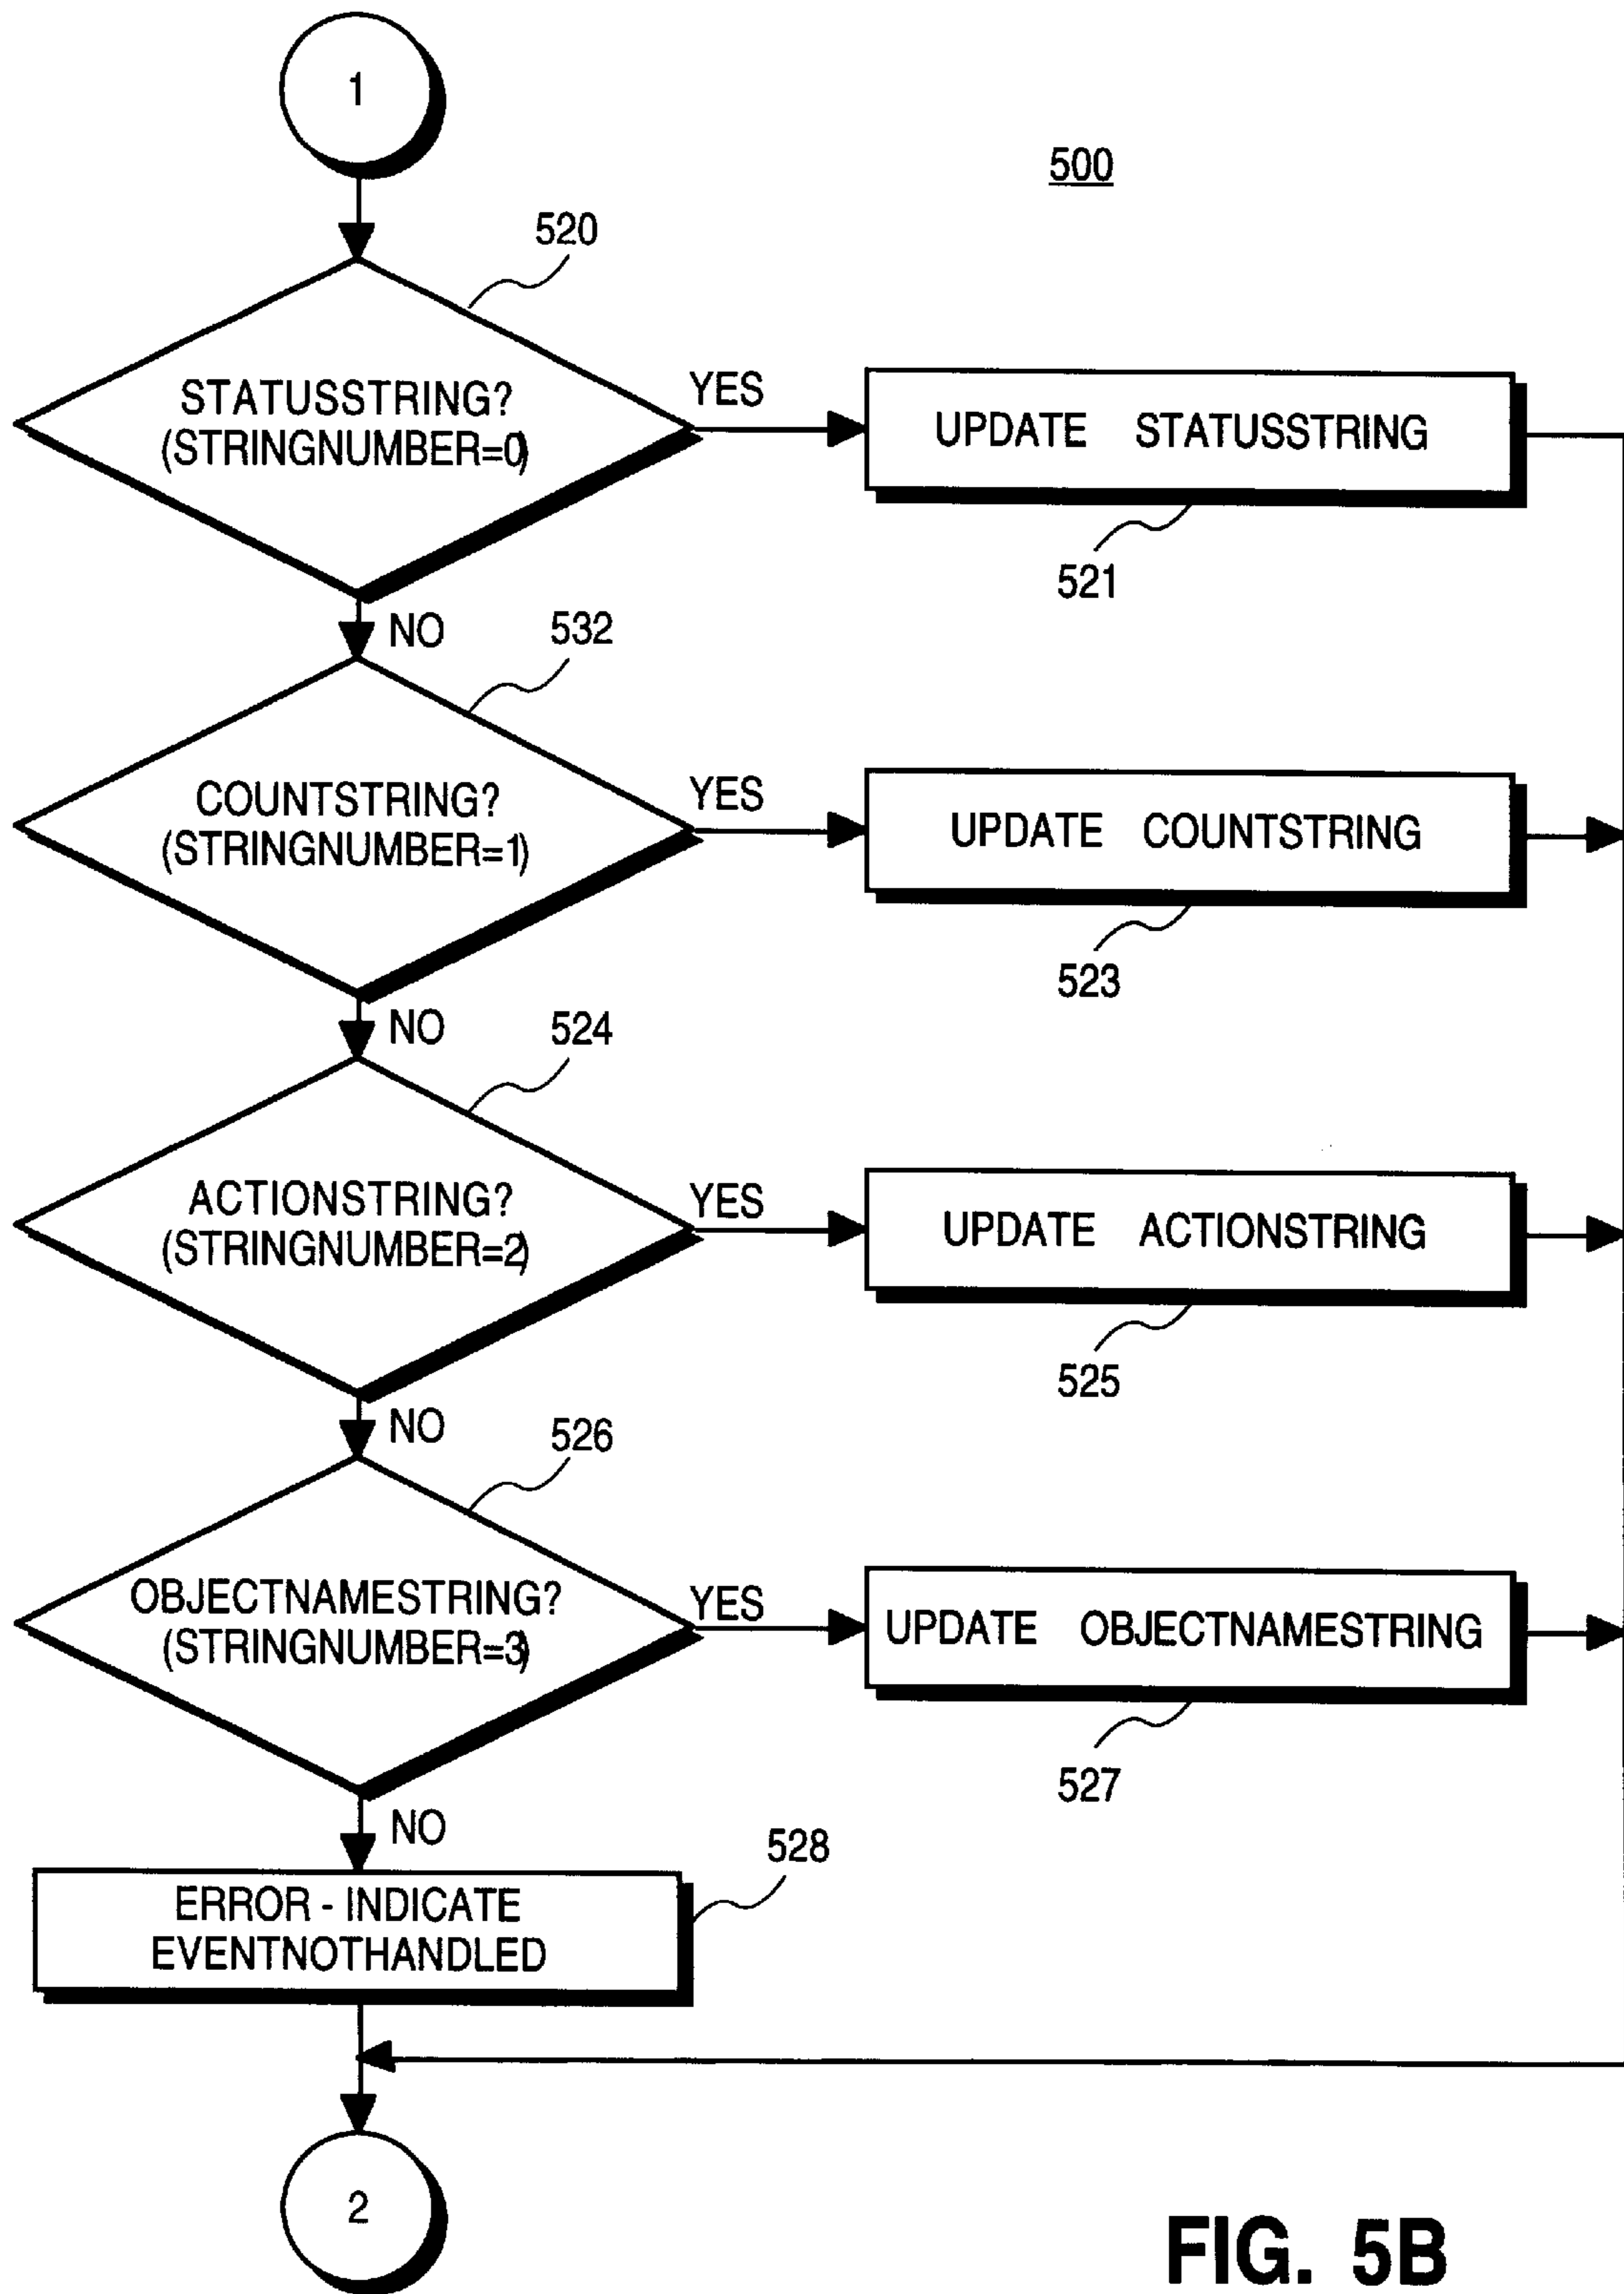 1
500
520
STATUSSTRING?
(STRINGNUMBER=0)
YES
UPDATE STATUSSTRING
521
NO
532
COUNTSTRING?
(STRINGNUMBER=1)
YES
UPDATE COUNTSTRING
523
NO
524
ACTIONSTRING?
(STRINGNUMBER=2)
YES
UPDATE ACTIONSTRING
525
NO
526
OBJECTNAMESTRING?
(STRINGNUMBER=3)
YES
UPDATE OBJECTNAMESTRING
527
NO
528
ERROR - INDICATE
EVENTNOTHANDLED
2
FIG. 5B